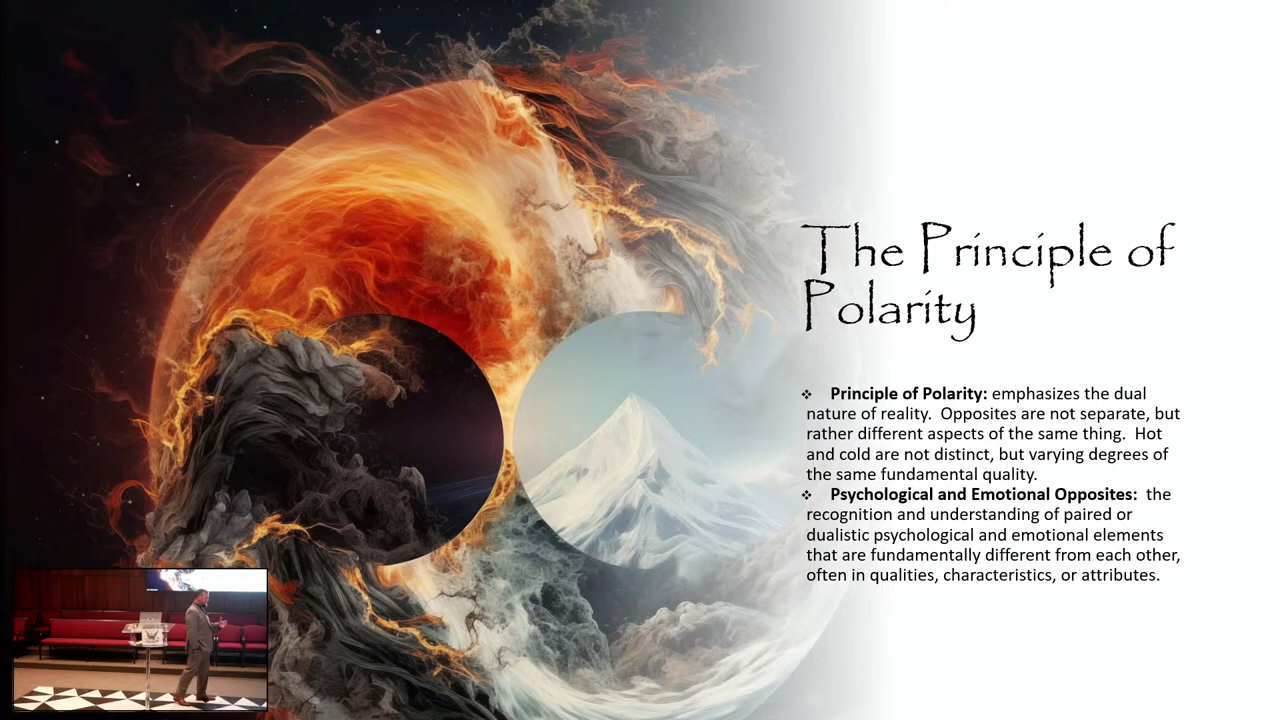 The Principle of
Polarity
❖ Principle of Polarity: emphasizes the dual
nature of reality. Opposites are not separate, but
rather different aspects of the same thing. Hot
and cold are not distinct, but varying degrees of
the same fundamental quality.
❖ Psychological and Emotional Opposites: the
recognition and understanding of paired or
dualistic psychological and emotional elements
that are fundamentally different from each other,
often in qualities, characteristics, or attributes.